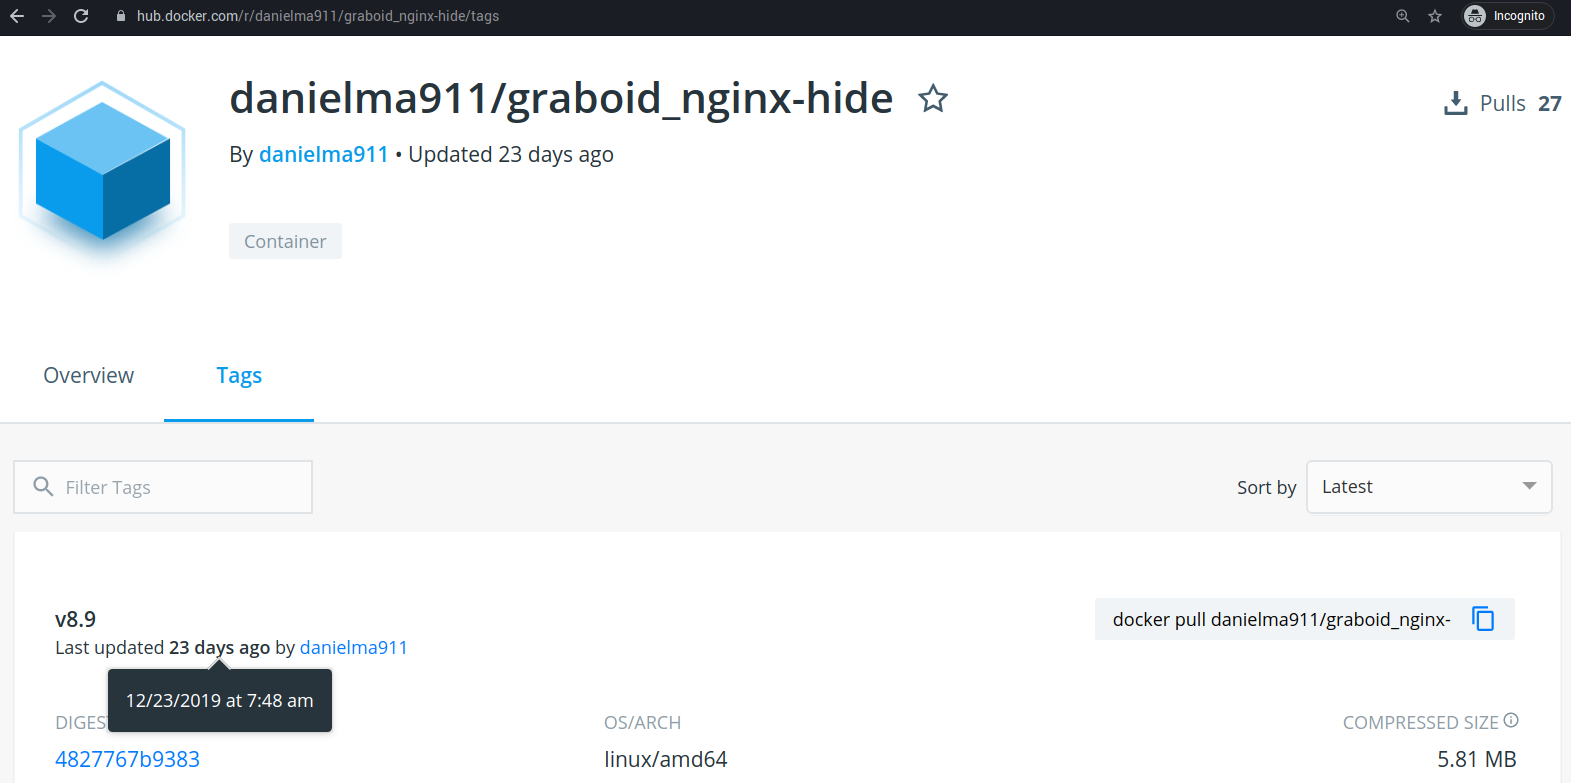 hub.docker.com/r/danielma911/graboid_nginx-hide/tags
Incognito
danielma911/graboid_nginx-hide
Pulls 27
By danielma911 • Updated 23 days ago
Container
Overview
Tags
Filter Tags
Sort by
Latest
v8.9
docker pull danielma911/graboid_nginx-
Last updated 23 days ago by danielma911
12/23/2019 at 7:48 am
DIGES
OS/ARCH
COMPRESSED SIZE
4827767b9383
linux/amd64
5.81 MB